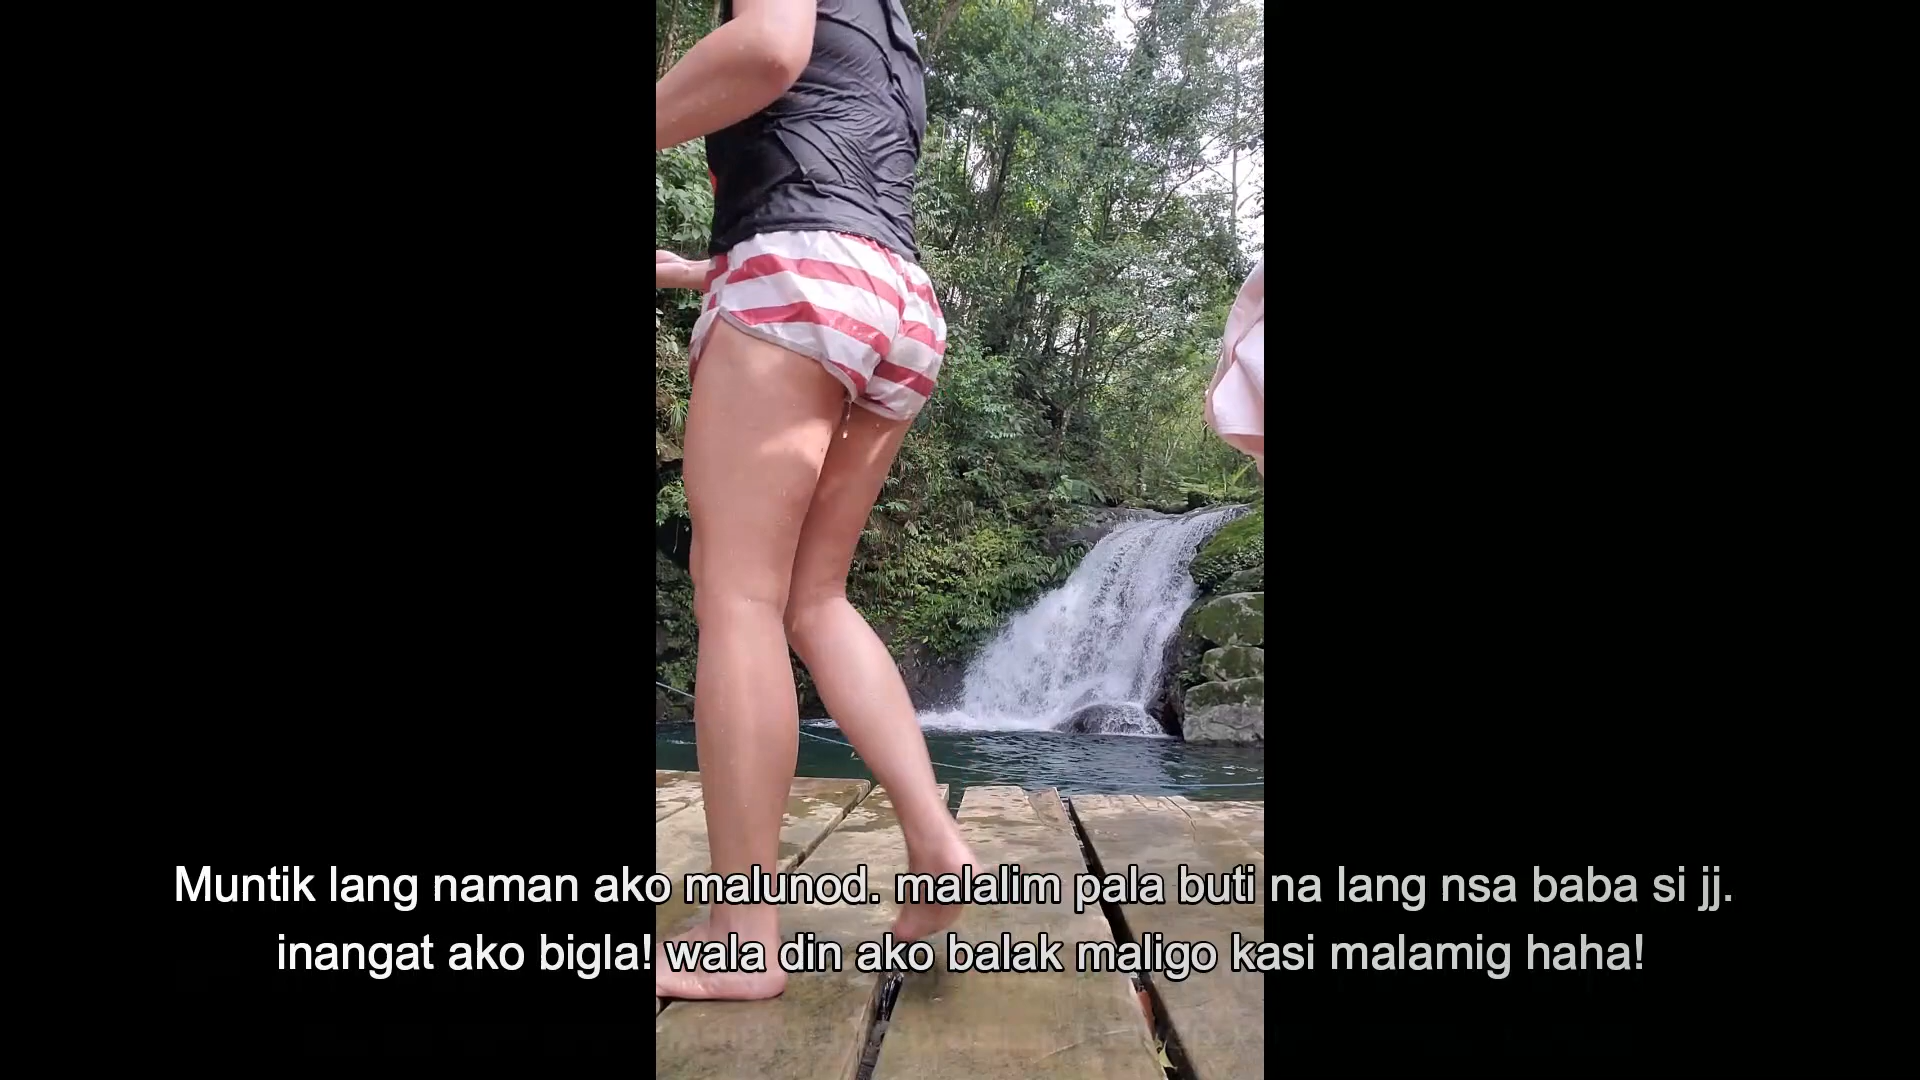 Muntik lang naman ako malunod. malalim pala buti na lang nsa baba si jj.
inangat ako bigla! wala din ako balak maligo kasi malamig haha!